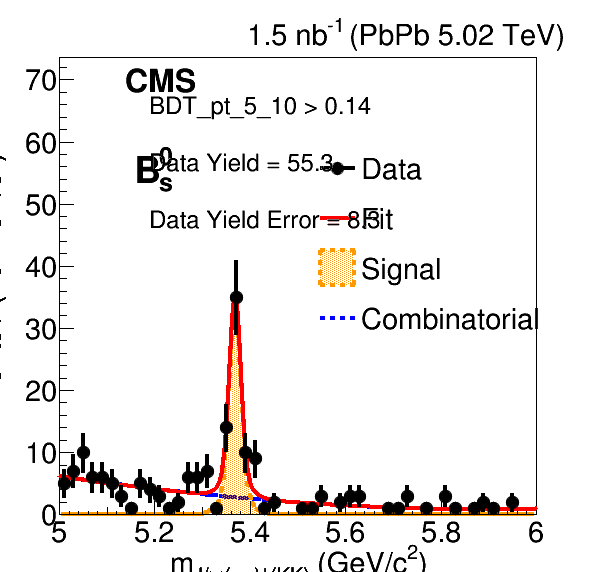 1.5 nb⁻¹ (PbPb 5.02 TeV)
CMS
BDT_pt_5_10 > 0.14
B⁰ₛ
Data Yield = 55.3
Data Yield Error = 8.3
Data
Fit
Signal
Combinatorial
70
60
50
40
30
20
10
0
5 5.2 5.4 5.6 5.8 6
m (GeV/c²)